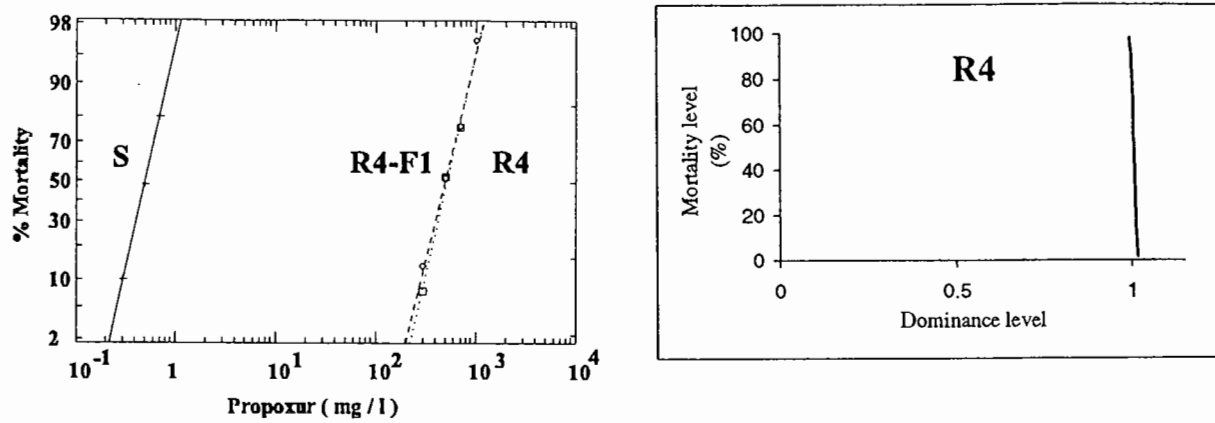 98
90
70
50
30
10
2
% Mortality
S
R4-F1
R4
10^-1
1
10^1
10^2
10^3
10^4
Propoxur ( mg / l )
R4
100
80
60
40
20
0
Mortality level
(%)
0
0.5
1
Dominance level